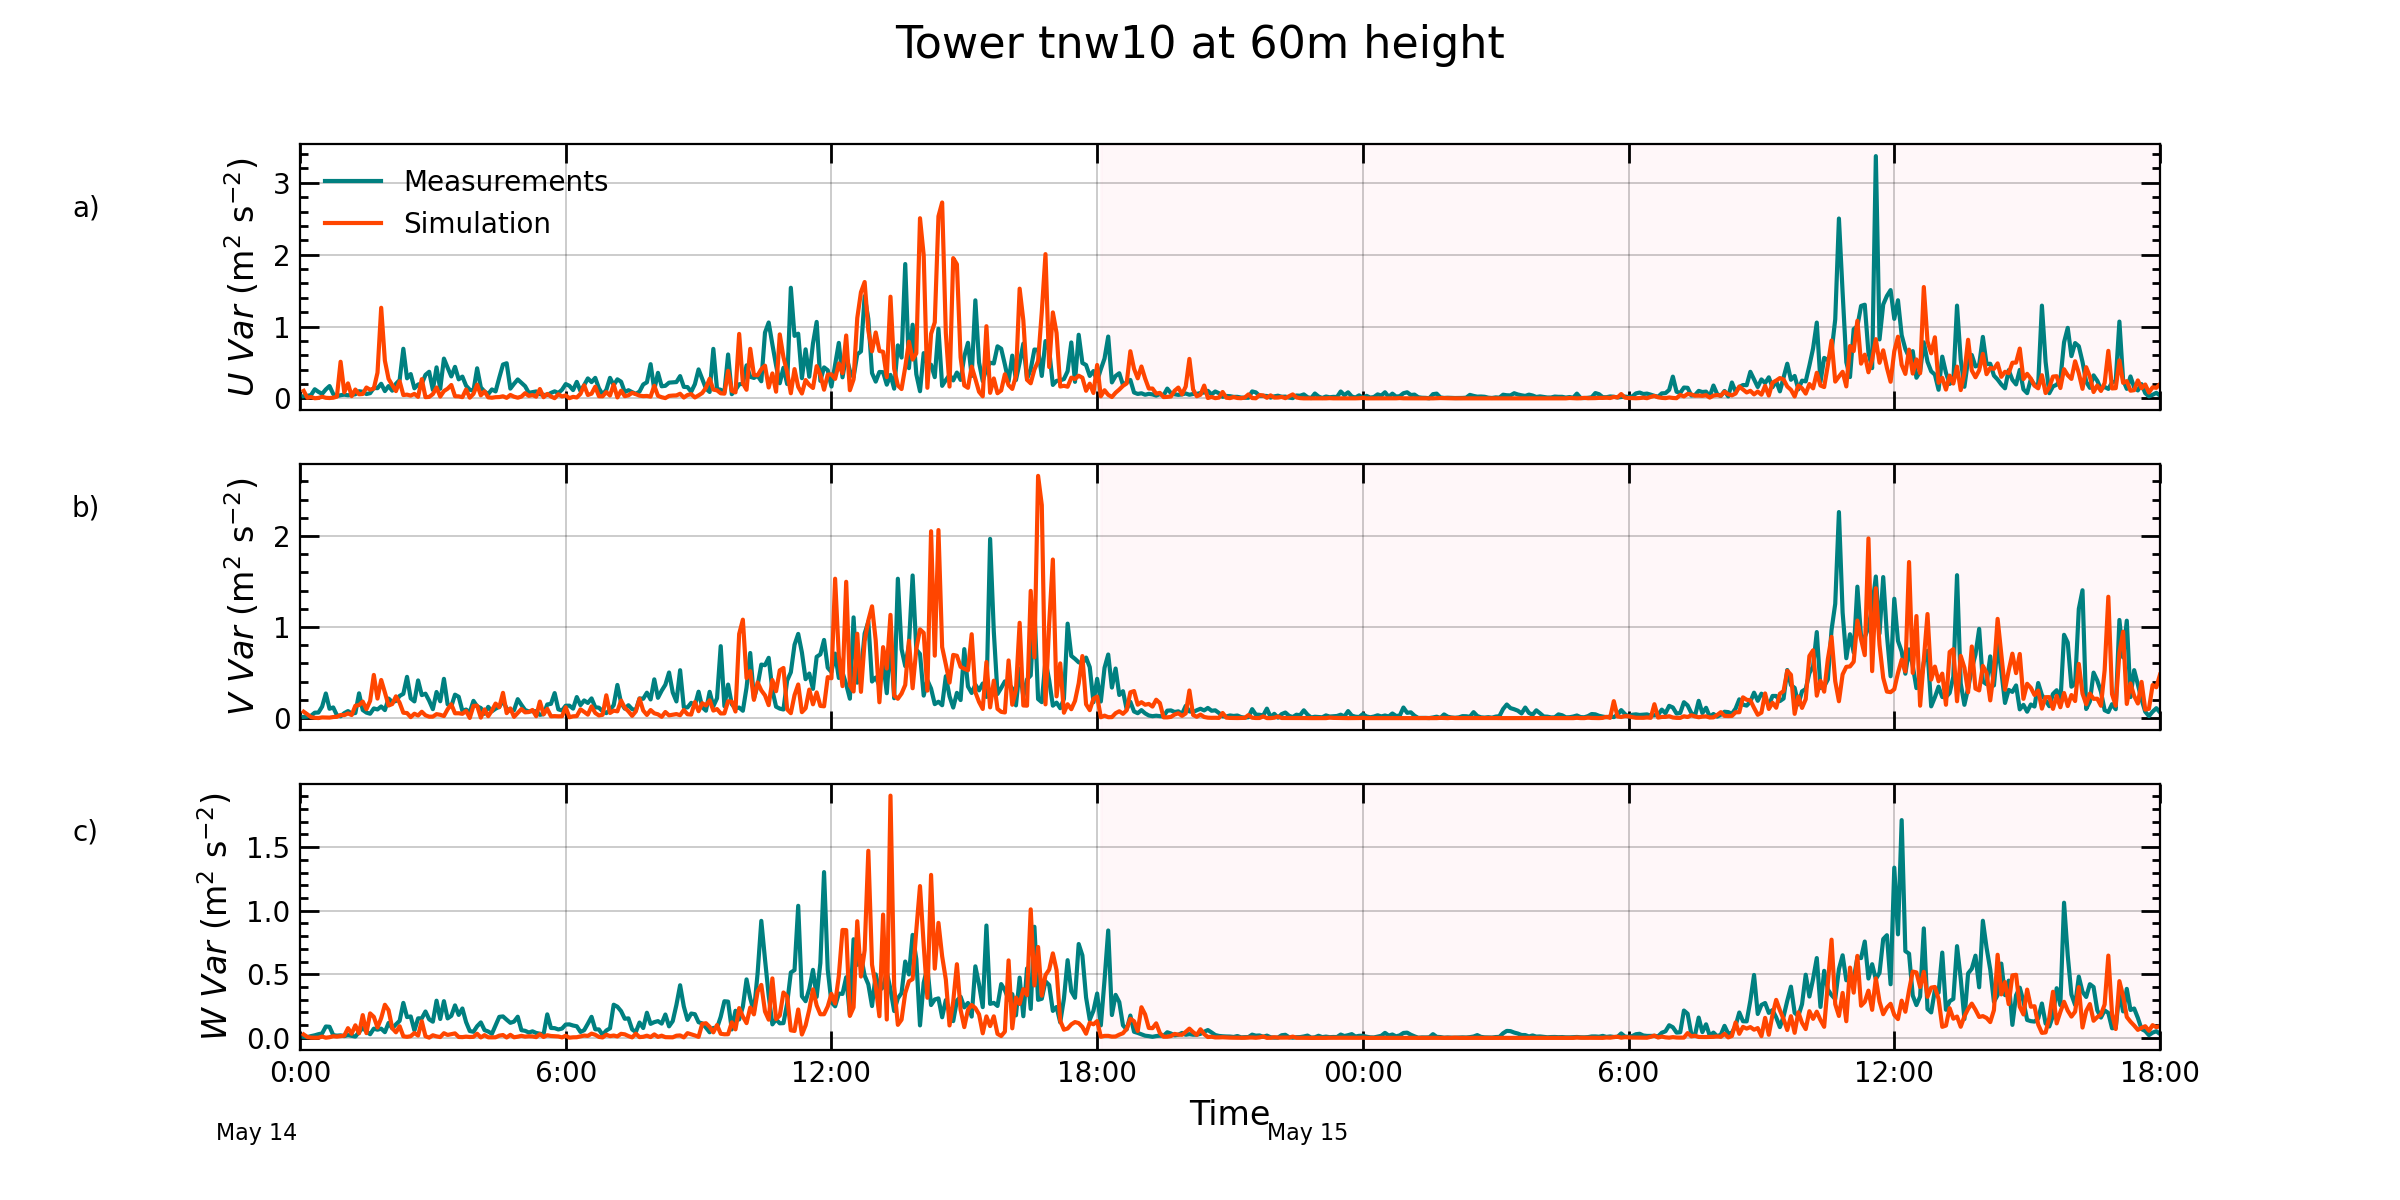 Tower tnw10 at 60m height
a)
U Var (m² s⁻²)
3
2
1
0
Measurements
Simulation
b)
V Var (m² s⁻²)
2
1
0
c)
W Var (m² s⁻²)
1.5
1.0
0.5
0.0
0:00 6:00 12:00 18:00 00:00 6:00 12:00 18:00
Time
May 14 May 15